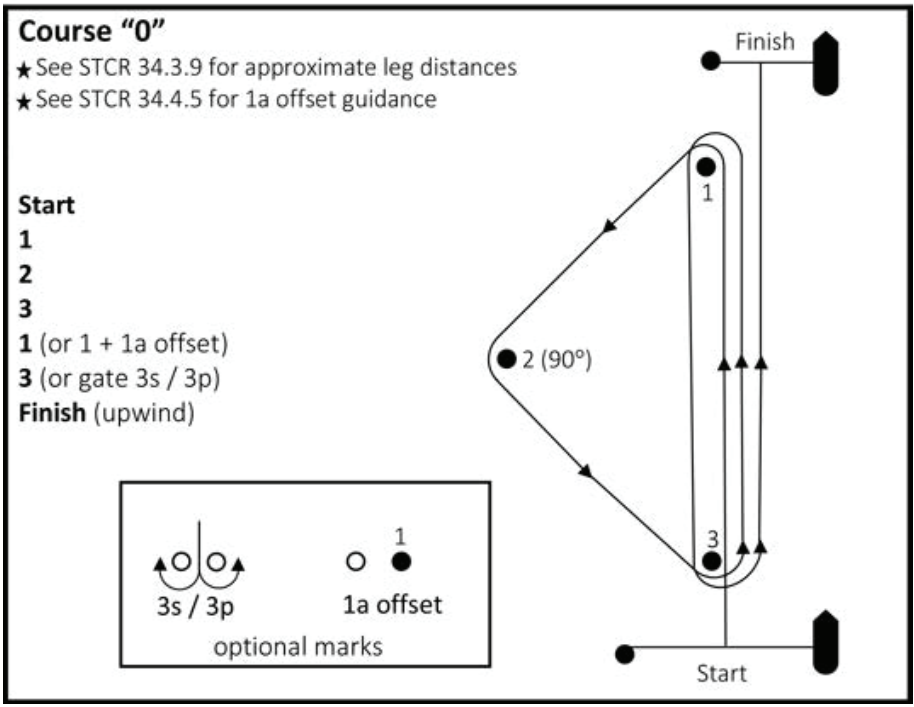 Course “0”
★ See STCR 34.3.9 for approximate leg distances
★ See STCR 34.4.5 for 1a offset guidance
Finish
Start
1
2
3
1 (or 1 + 1a offset)
3 (or gate 3s / 3p)
Finish (upwind)
1
2 (90°)
3
Start
1
3s / 3p
1a offset
optional marks